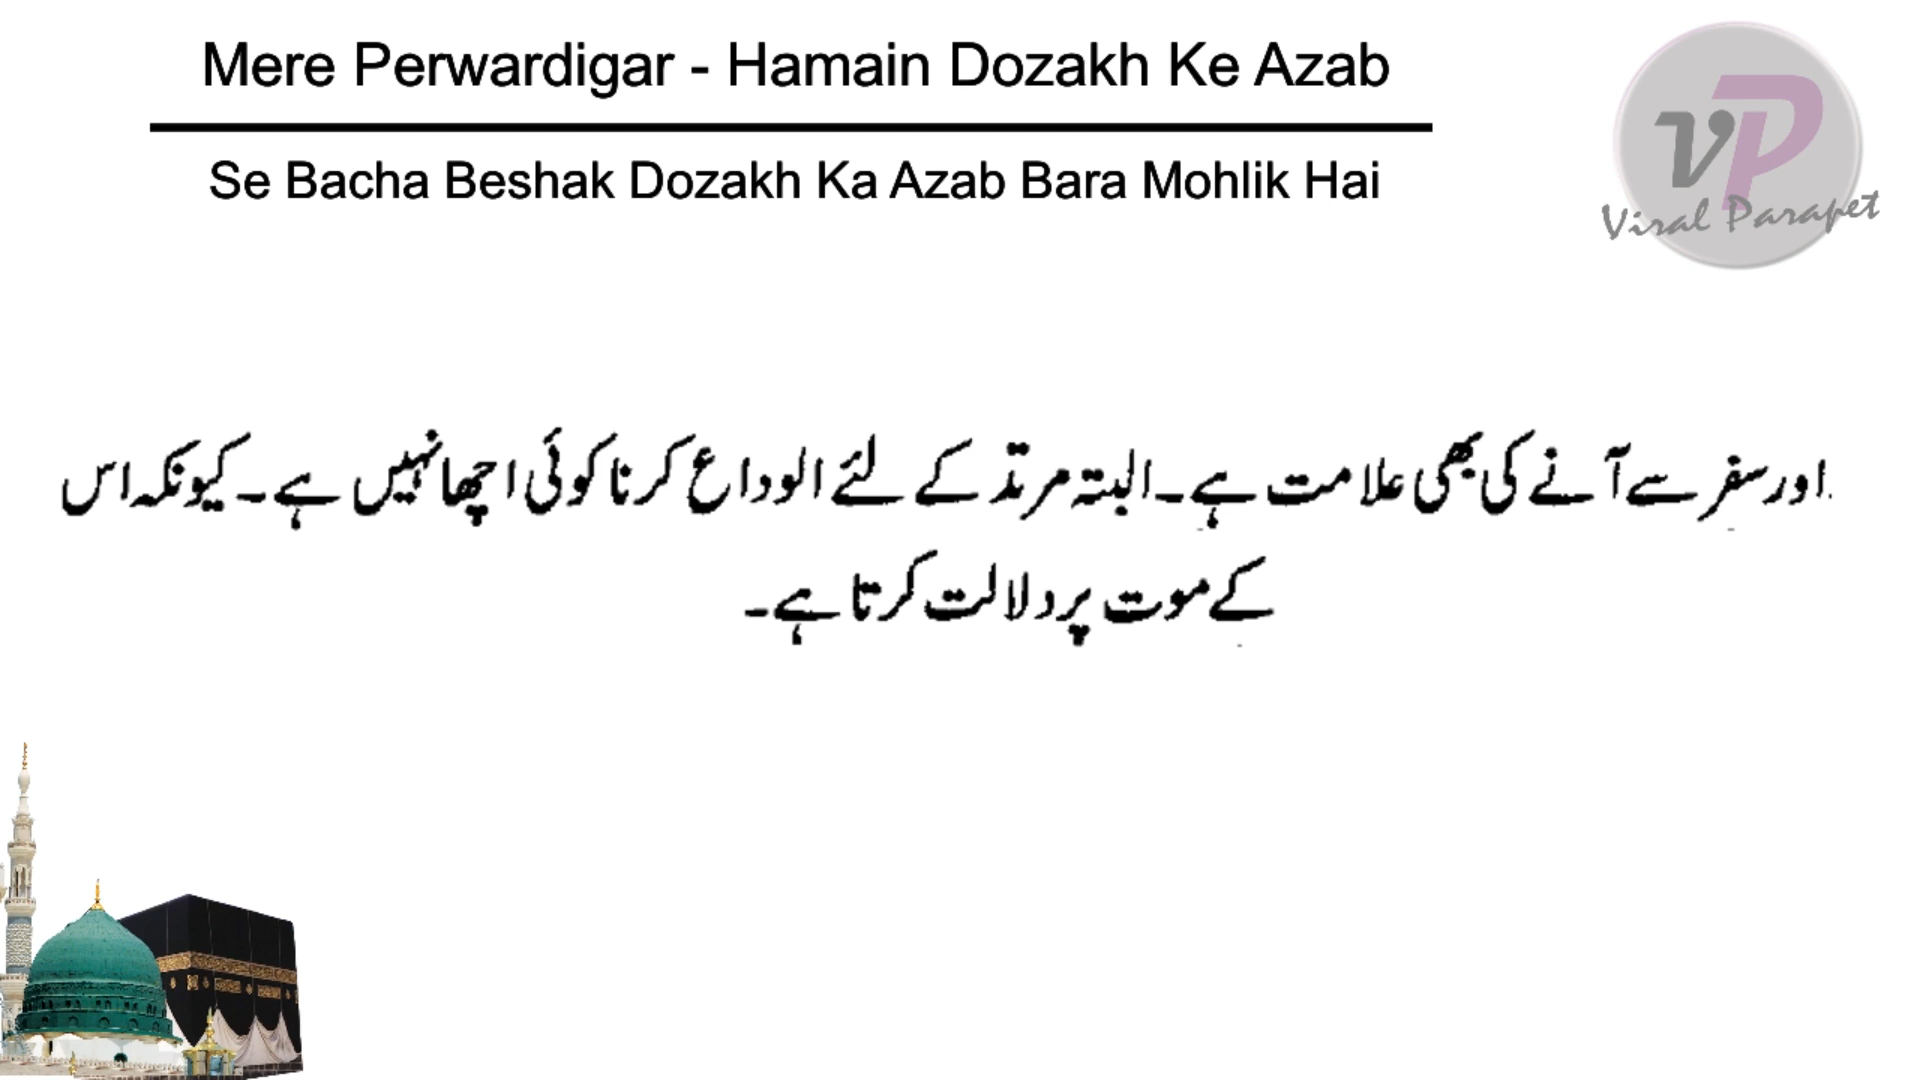 Mere Perwardigar - Hamain Dozakh Ke Azab
Se Bacha Beshak Dozakh Ka Azab Bara Mohlik Hai
VP
Viral Parapet
اور سفر سے آنے کی بھی علامت ہے۔ البتہ مرتد کے لئے الوداع کرنا کوئی اچھا نہیں ہے۔ کیونکہ اس
کے موت پر دلالت کرتا ہے۔